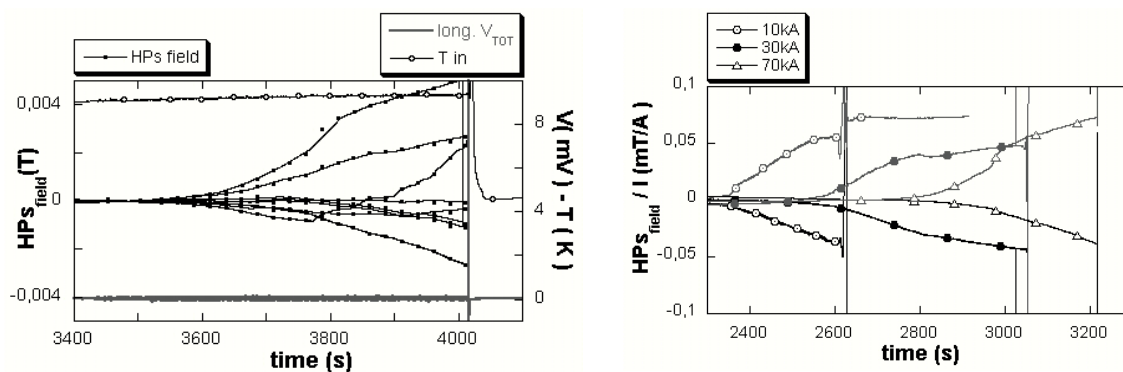 HPs field
long. V_TOT
T in
0,004
0
-0,004
HPs_field(T)
8
4
0
V(mV) - T(K)
3400 3600 3800 4000
time (s)
10kA
30kA
70kA
0,1
0,05
0
-0,05
-0,1
HPs_field / I (mT/A)
2400 2600 2800 3000 3200
time (s)